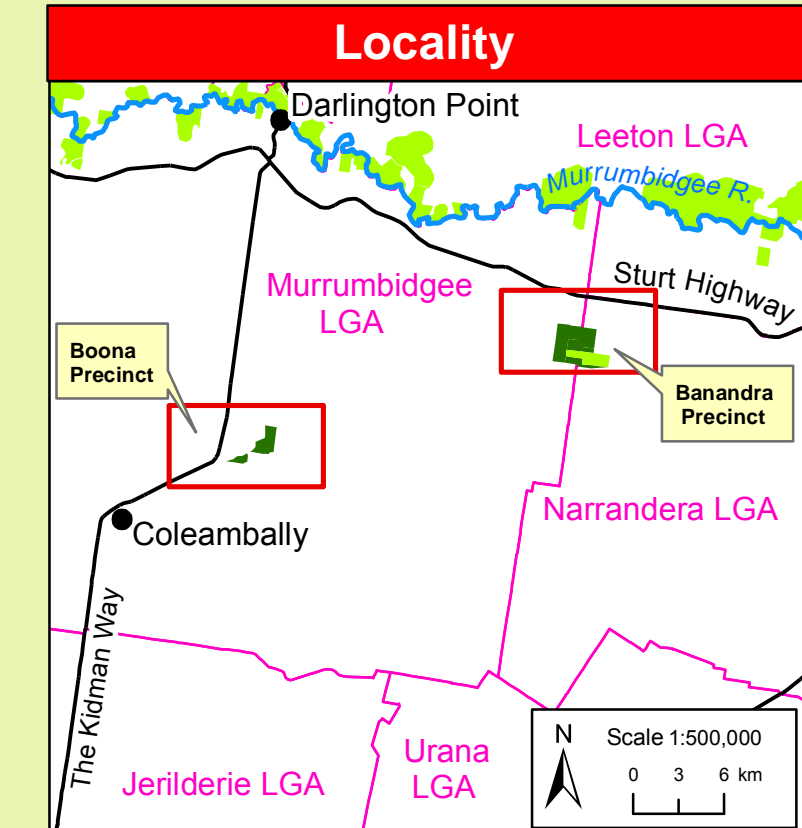 Locality
Darlington Point
Leeton LGA
Murrumbidgee R.
Sturt Highway
Murrumbidgee
LGA
Boona
Precinct
Banandra
Precinct
Narrandera LGA
Coleambally
The Kidman Way
Jerilderie LGA
Urana
LGA
N
Scale 1:500,000
0 3 6 km